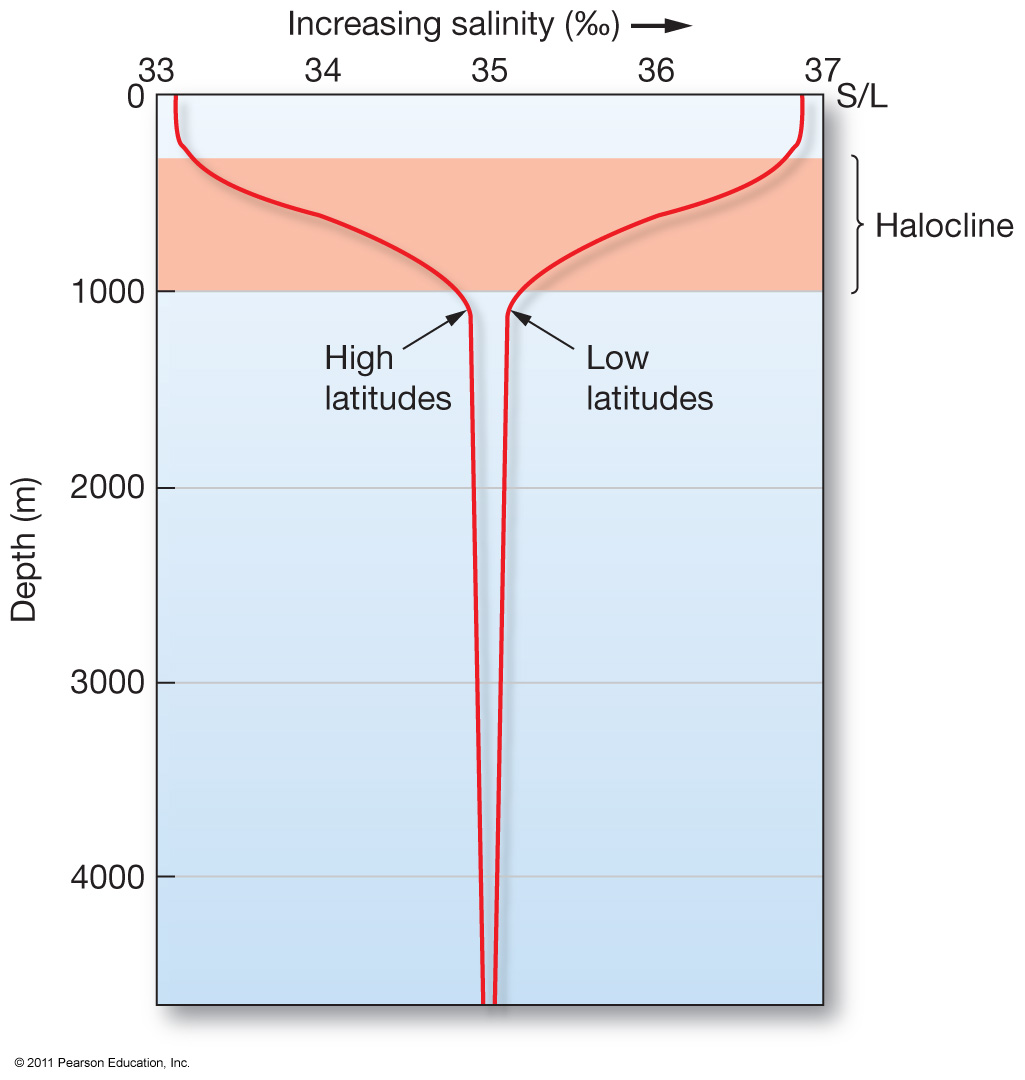 Increasing salinity (‰) →
33 34 35 36 37
0
S/L
Halocline
1000
High
latitudes
Low
latitudes
2000
Depth (m)
3000
4000
© 2011 Pearson Education, Inc.